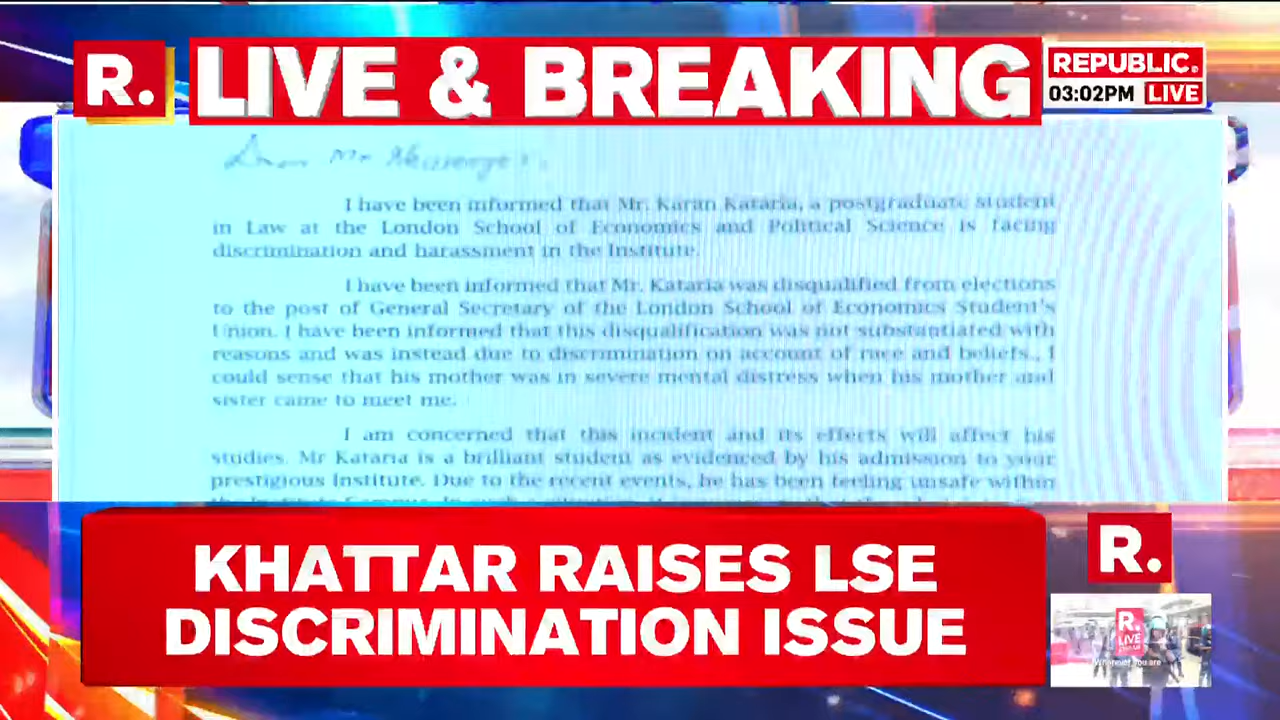 R.
LIVE & BREAKING
REPUBLIC.
03:02PM LIVE
Mr
I have been informed that Mr. Karan Kataria, a postgraduate student
in Law at the London School of Economics and Political Science is facing
discrimination and harassment in the Institute.
I have been informed that Mr. Kataria was disqualified from elections
to the post of General Secretary of the London School of Economics Student's
Union. I have been informed that this disqualification was not substantiated with
reasons and was instead due to discrimination on account of race and beliefs., I
could sense that his mother was in severe mental distress when his mother and
sister came to meet me.
I am concerned that this incident and its effects will affect his
studies. Mr Kataria is a brilliant student as evidenced by his admission to your
prestigious Institute. Due to the recent events, he has been feeling unsafe within
KHATTAR RAISES LSE
DISCRIMINATION ISSUE
R.
R.
LIVE